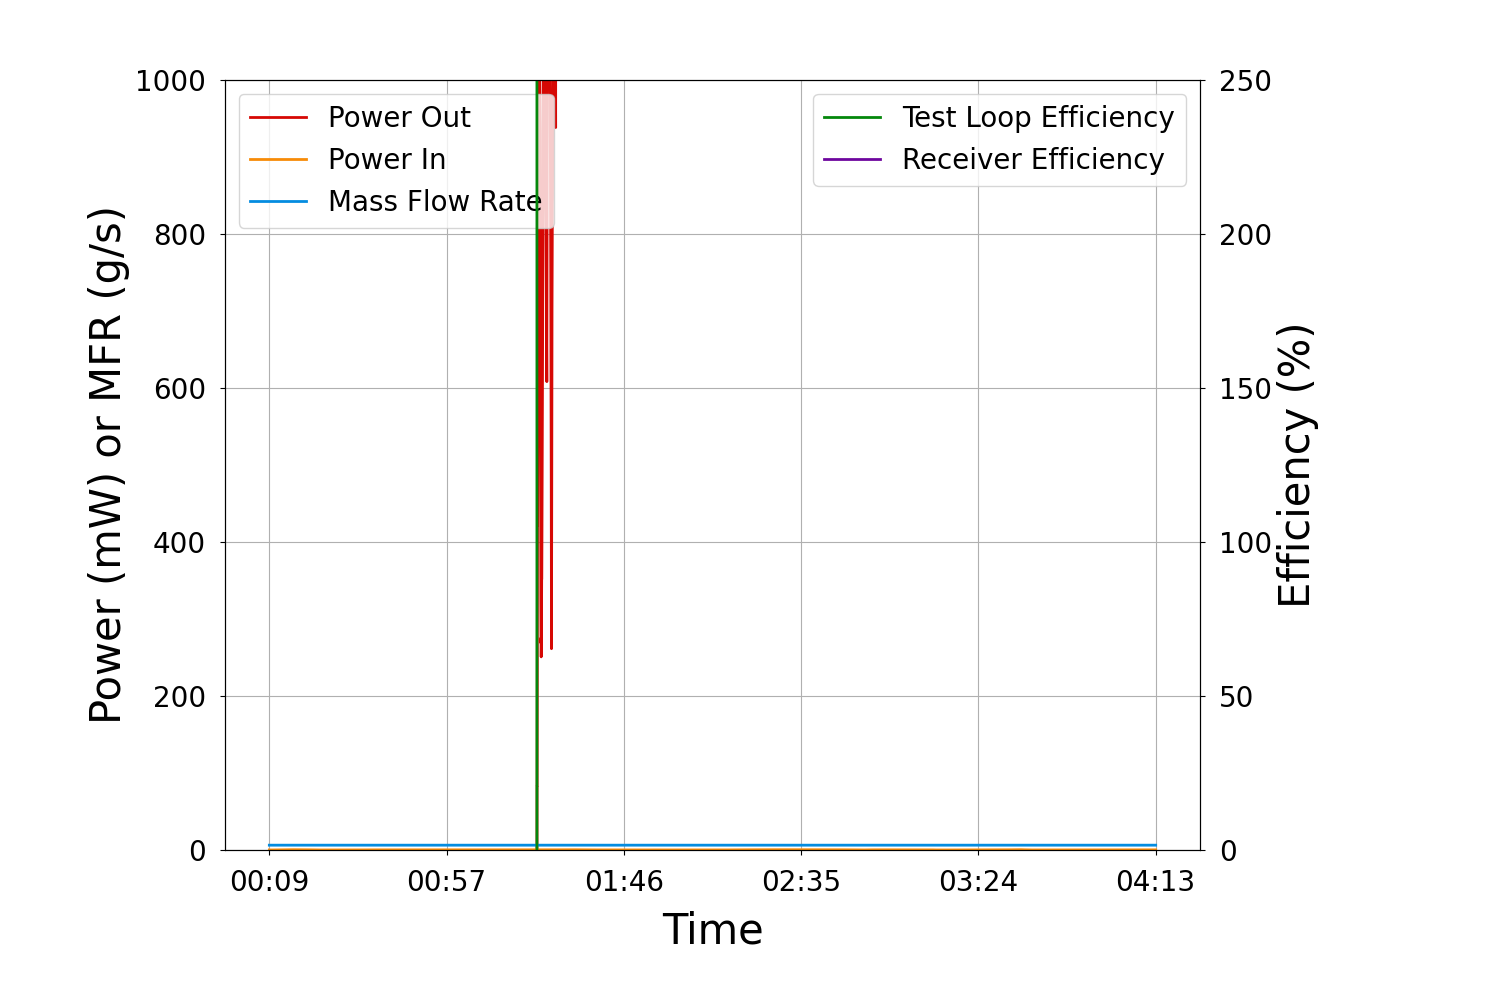 1000
800
600
400
200
0
Power (mW) or MFR (g/s)
Power Out
Power In
Mass Flow Rate
Test Loop Efficiency
Receiver Efficiency
250
200
150
100
50
0
Efficiency (%)
00:09 00:57 01:46 02:35 03:24 04:13
Time